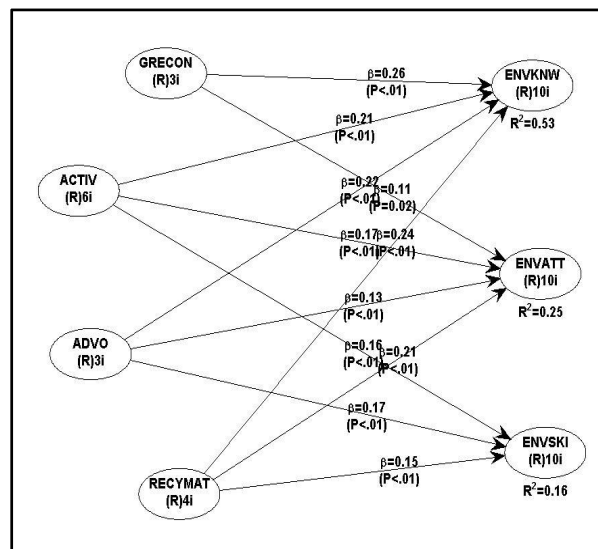 GRECON
(R)3i
β=0.26
(P<.01)
ENVKNW
(R)10i
R²=0.53
β=0.21
(P<.01)
ACTIV
(R)6i
β=0.22
(P<.01)
β=0.11
(P=0.02)
β=0.17
(P<.01)
β=0.24
(P<.01)
ENVATT
(R)10i
R²=0.25
β=0.13
(P<.01)
ADVO
(R)3i
β=0.16
(P<.01)
β=0.21
(P<.01)
β=0.17
(P<.01)
ENVSKI
(R)10i
R²=0.16
β=0.15
(P<.01)
RECYMAT
(R)4i